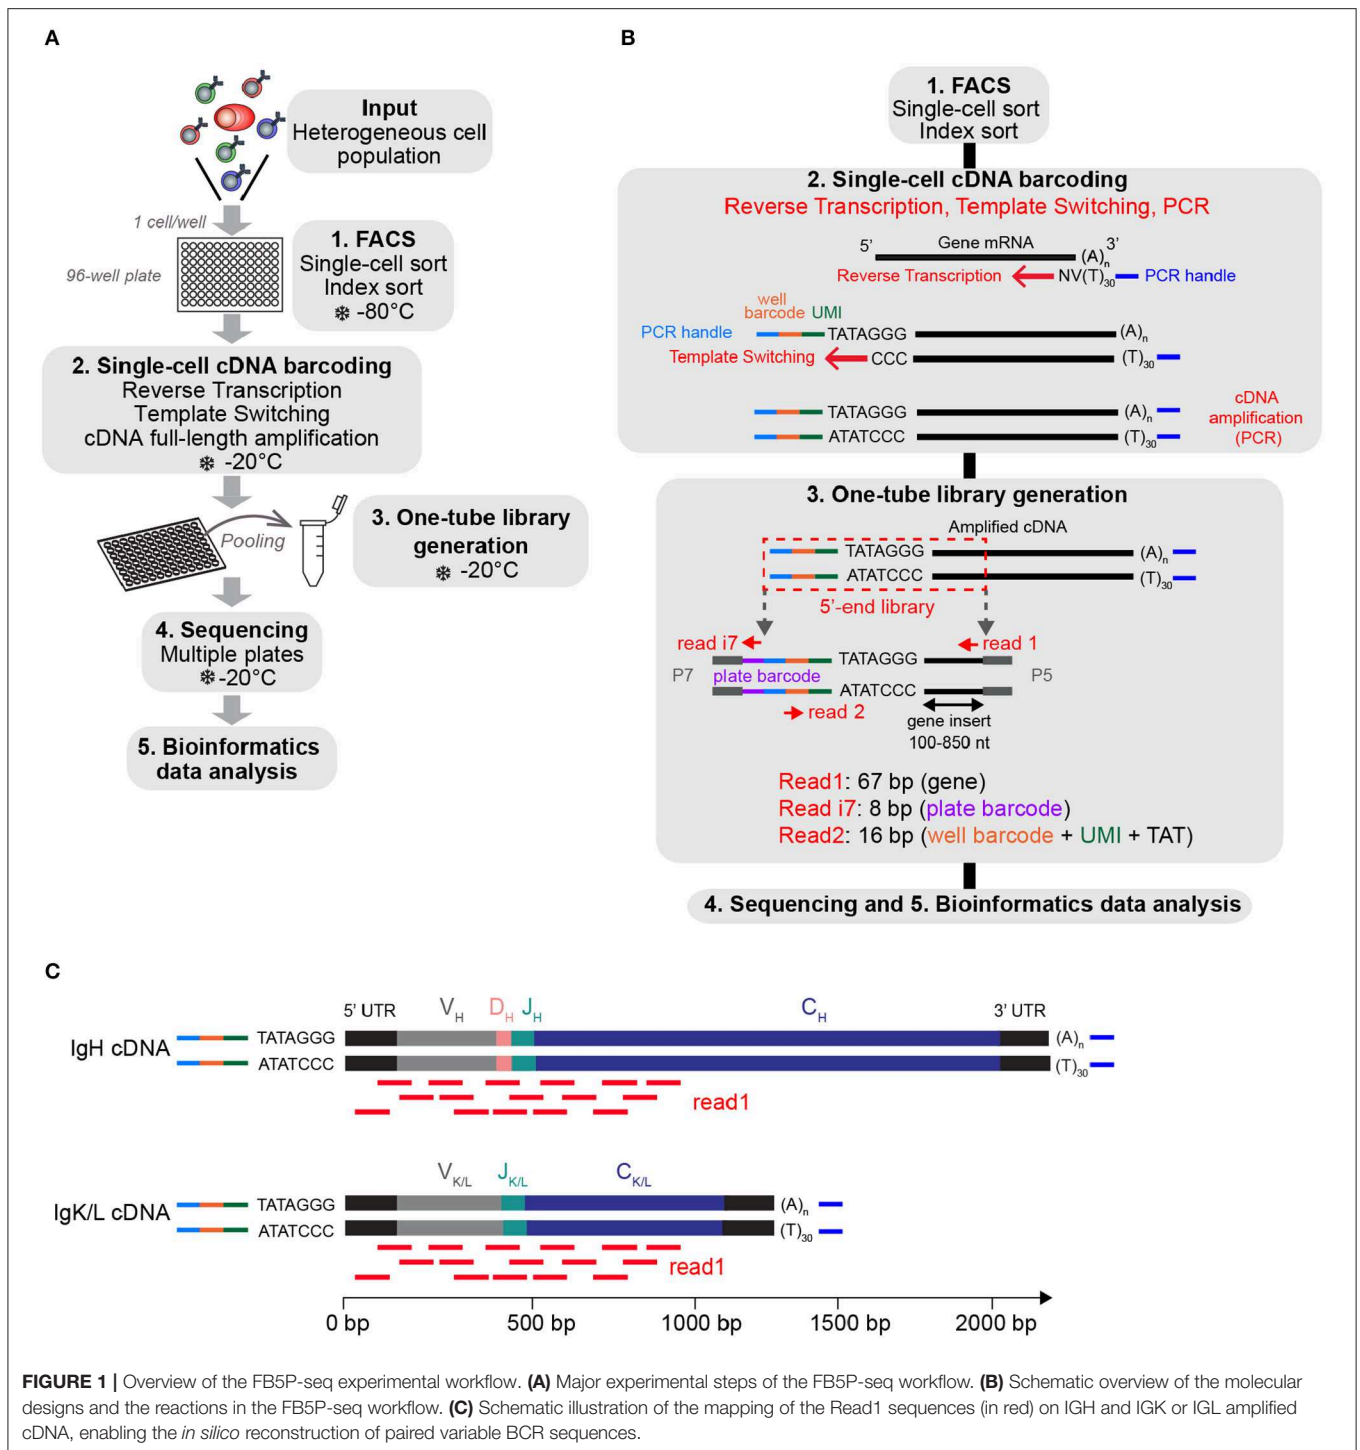 A
Input
Heterogeneous cell
population
1 cell/well
96-well plate
1. FACS
Single-cell sort
Index sort
❄ -80°C
2. Single-cell cDNA barcoding
Reverse Transcription
Template Switching
cDNA full-length amplification
❄ -20°C
Pooling
3. One-tube library
generation
❄ -20°C
4. Sequencing
Multiple plates
❄-20°C
5. Bioinformatics
data analysis
B
1. FACS
Single-cell sort
Index sort
2. Single-cell cDNA barcoding
Reverse Transcription, Template Switching, PCR
5’ Gene mRNA (A)n 3’
Reverse Transcription NV(T)30 PCR handle
well
barcode UMI
PCR handle TATAGGG (A)n
Template Switching CCC (T)30
TATAGGG (A)n
ATATCCC (T)30
cDNA
amplification
(PCR)
3. One-tube library generation
Amplified cDNA
TATAGGG (A)n
ATATCCC (T)30
5’-end library
read i7 read 1
TATAGGG
P7 plate barcode P5
ATATCCC
read 2
gene insert
100-850 nt
Read1: 67 bp (gene)
Read i7: 8 bp (plate barcode)
Read2: 16 bp (well barcode + UMI + TAT)
4. Sequencing and 5. Bioinformatics data analysis
C
5’ UTR VH DH JH CH 3’ UTR
IgH cDNA
TATAGGG (A)n
ATATCCC (T)30
read1
VK/L JK/L CK/L
IgK/L cDNA
TATAGGG (A)n
ATATCCC (T)30
read1
0 bp 500 bp 1000 bp 1500 bp 2000 bp
FIGURE 1 | Overview of the FB5P-seq experimental workflow. (A) Major experimental steps of the FB5P-seq workflow. (B) Schematic overview of the molecular
designs and the reactions in the FB5P-seq workflow. (C) Schematic illustration of the mapping of the Read1 sequences (in red) on IGH and IGK or IGL amplified
cDNA, enabling the in silico reconstruction of paired variable BCR sequences.